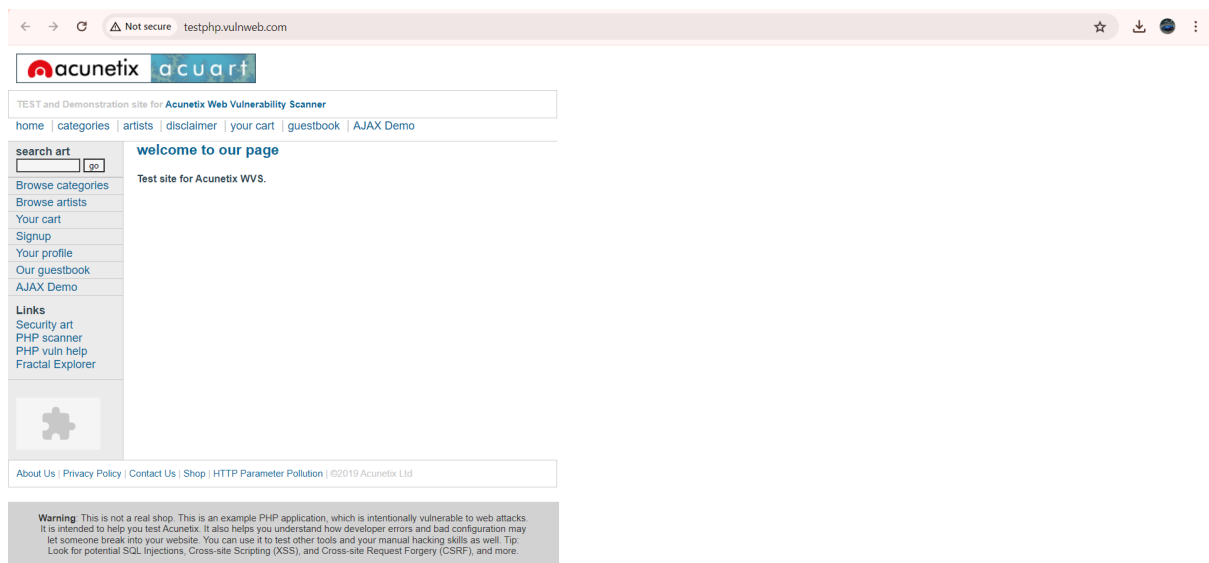 Not secure testphp.vulnweb.com
acunetix acuart
TEST and Demonstration site for Acunetix Web Vulnerability Scanner
home | categories | artists | disclaimer | your cart | guestbook | AJAX Demo
search art
go
Browse categories
Browse artists
Your cart
Signup
Your profile
Our guestbook
AJAX Demo
Links
Security art
PHP scanner
PHP vuln help
Fractal Explorer
welcome to our page
Test site for Acunetix WVS.
About Us | Privacy Policy | Contact Us | Shop | HTTP Parameter Pollution | ©2019 Acunetix Ltd
Warning: This is not a real shop. This is an example PHP application, which is intentionally vulnerable to web attacks.
It is intended to help you test Acunetix. It also helps you understand how developer errors and bad configuration may
let someone break into your website. You can use it to test other tools and your manual hacking skills as well. Tip:
Look for potential SQL Injections, Cross-site Scripting (XSS), and Cross-site Request Forgery (CSRF), and more.